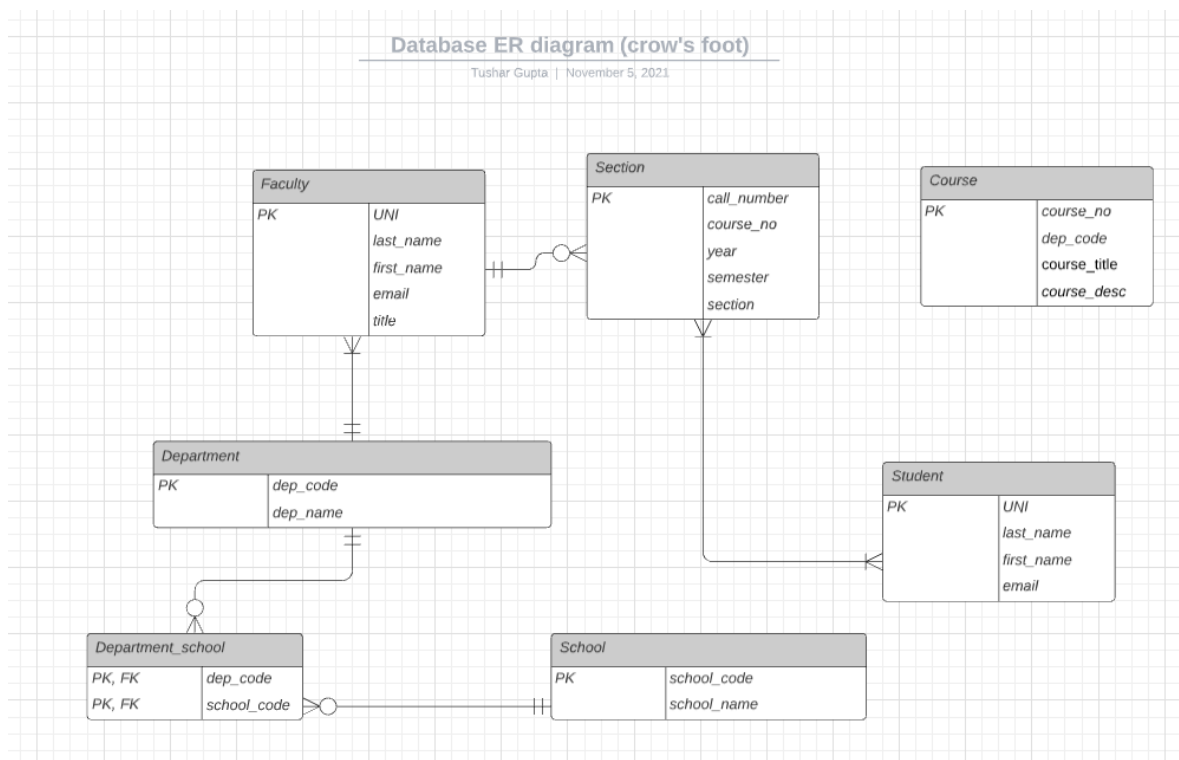 Database ER diagram (crow's foot)
Tushar Gupta | November 5, 2021
Faculty
PK UNI
last_name
first_name
email
title
Section
PK call_number
course_no
year
semester
section
Course
PK course_no
dep_code
course_title
course_desc
Department
PK dep_code
dep_name
Student
PK UNI
last_name
first_name
email
Department_school
PK, FK dep_code
PK, FK school_code
School
PK school_code
school_name